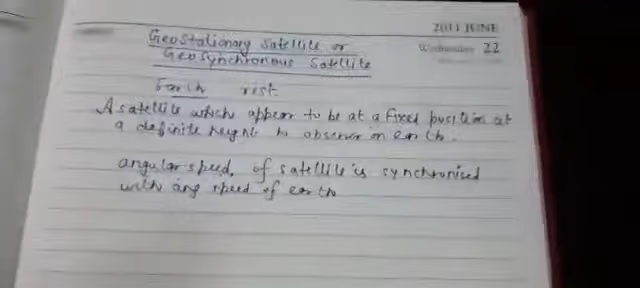 2011 JUNE
Wednesday 22
GeoStationary Satellite or
GeoSynchronous Satellite
Earth rest
A satellite which appear to be at a fixed position at
a definite height to observer on earth.
angular speed of satellite is synchronised
with ang speed of earth